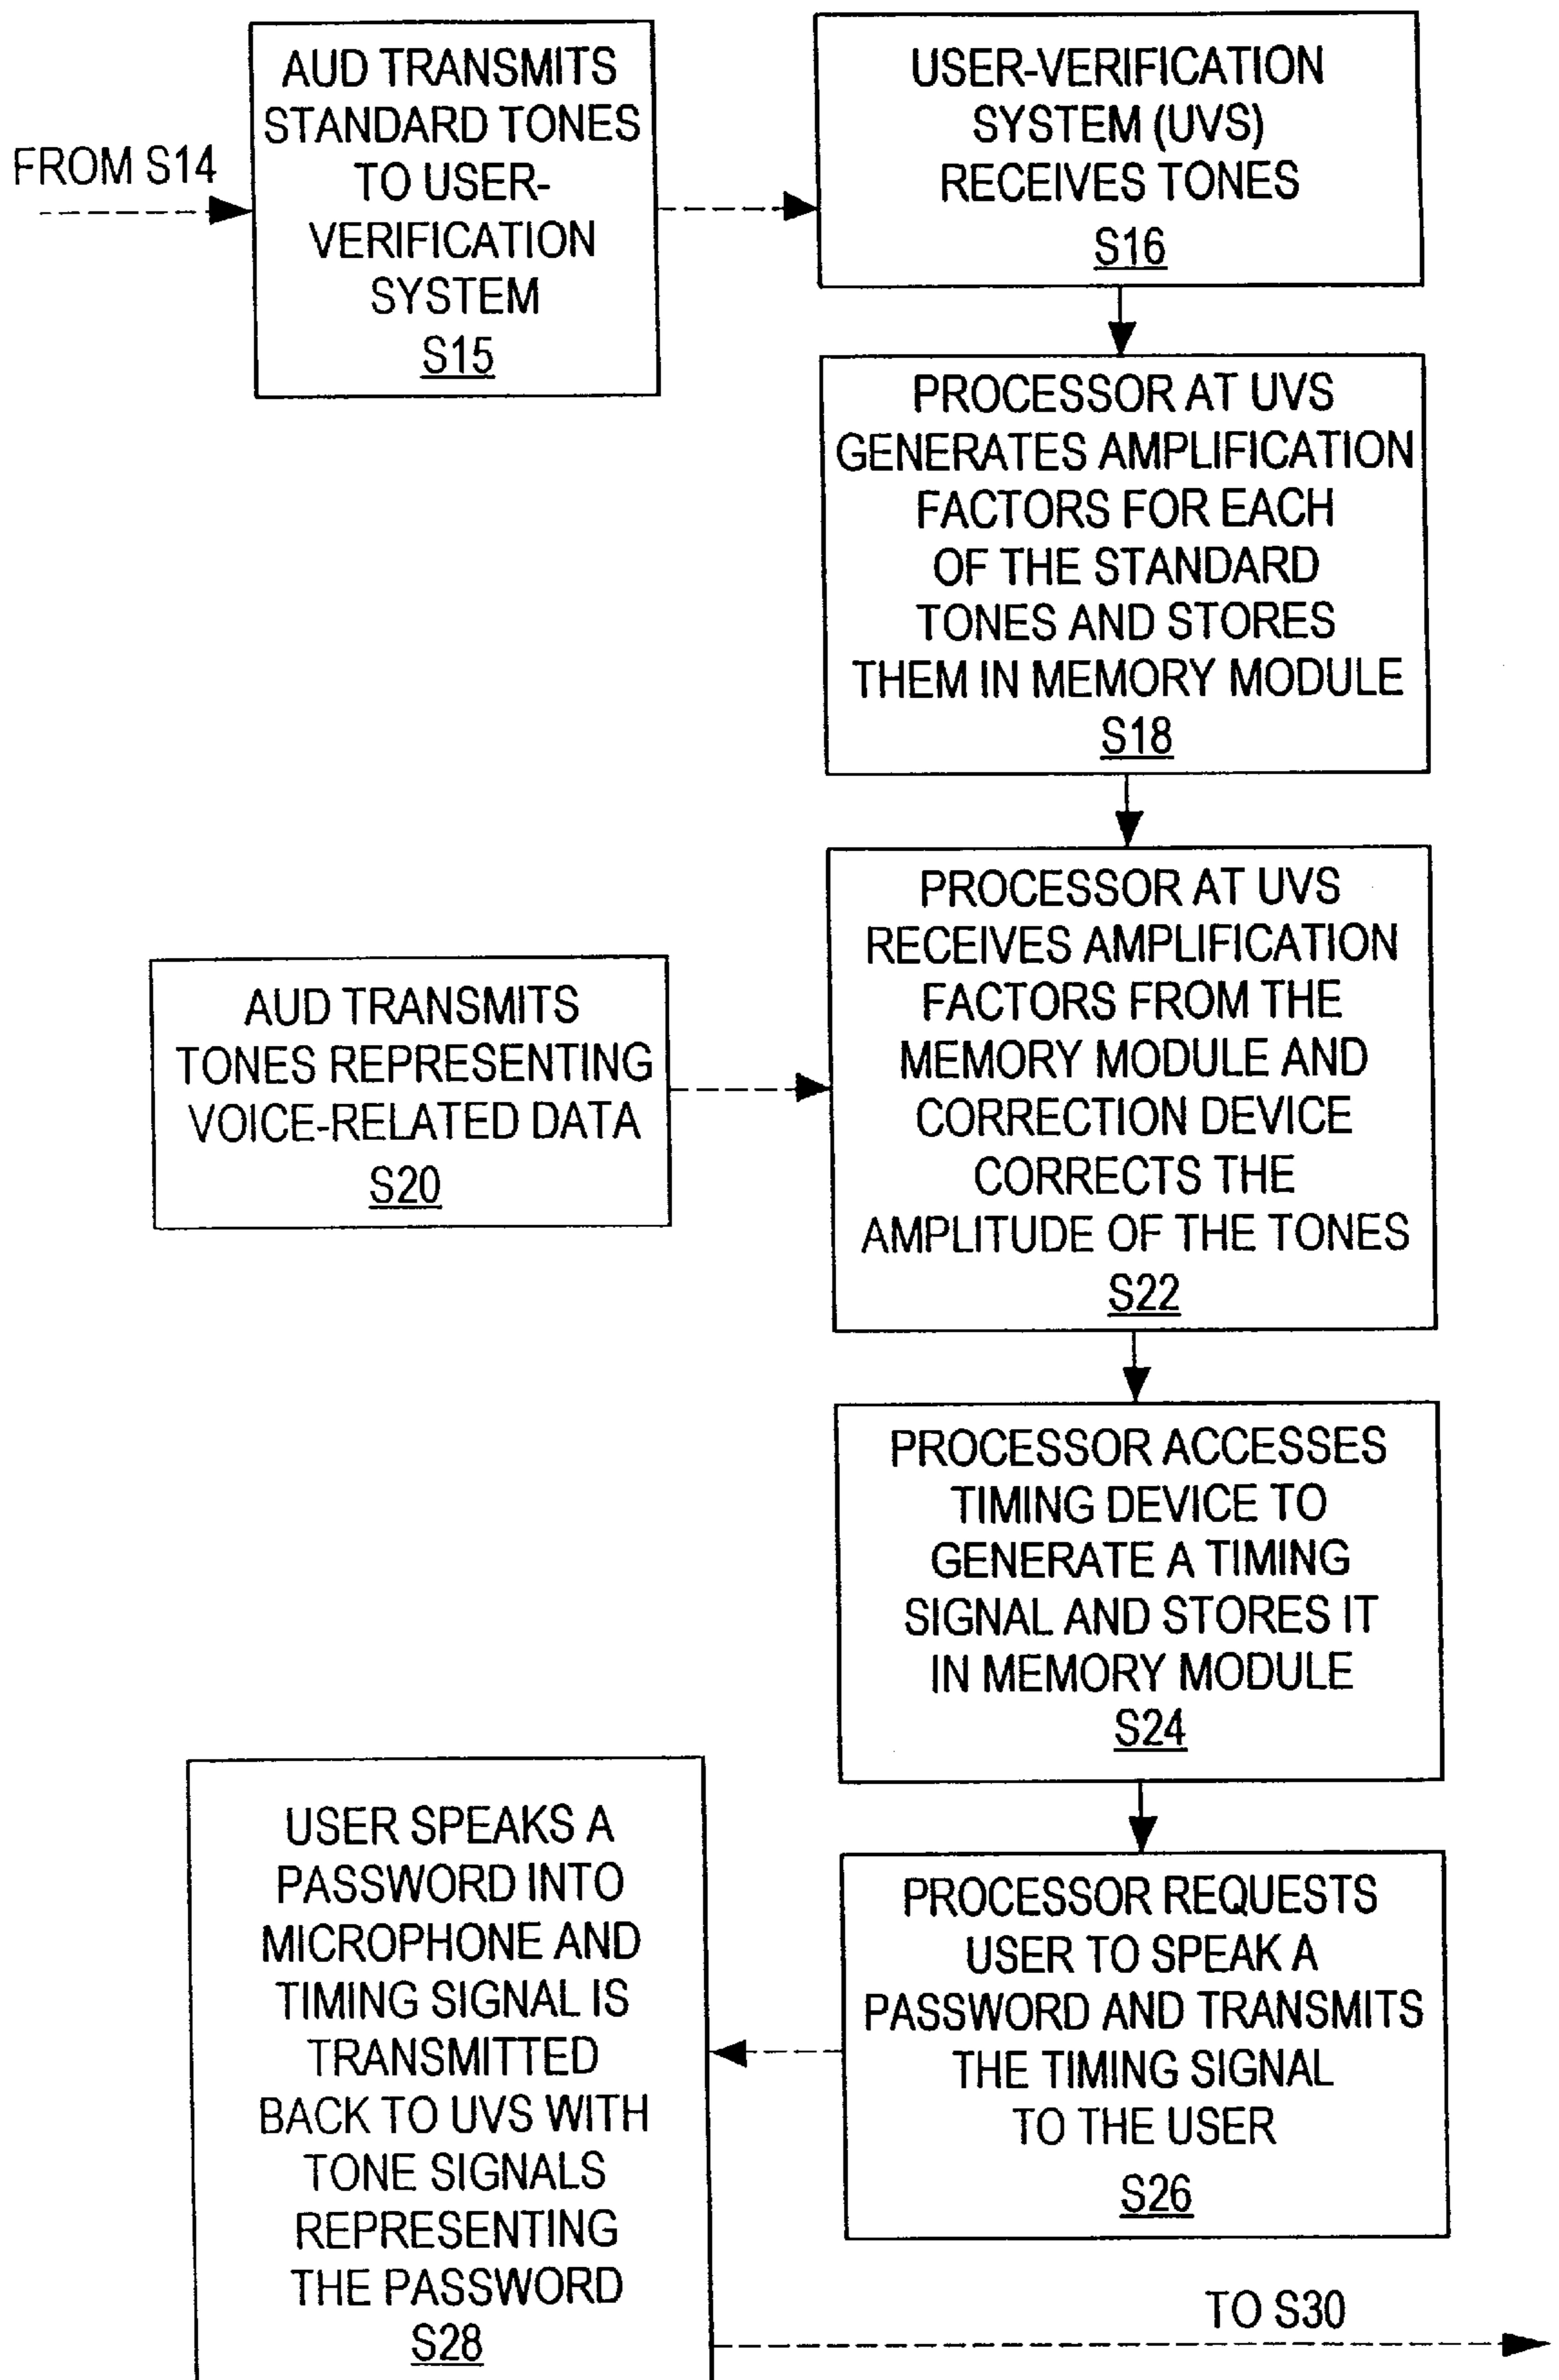 FROM S14
AUD TRANSMITS
STANDARD TONES
TO USER-
VERIFICATION
SYSTEM
S15
USER-VERIFICATION
SYSTEM (UVS)
RECEIVES TONES
S16
PROCESSOR AT UVS
GENERATES AMPLIFICATION
FACTORS FOR EACH
OF THE STANDARD
TONES AND STORES
THEM IN MEMORY MODULE
S18
AUD TRANSMITS
TONES REPRESENTING
VOICE-RELATED DATA
S20
PROCESSOR AT UVS
RECEIVES AMPLIFICATION
FACTORS FROM THE
MEMORY MODULE AND
CORRECTION DEVICE
CORRECTS THE
AMPLITUDE OF THE TONES
S22
PROCESSOR ACCESSES
TIMING DEVICE TO
GENERATE A TIMING
SIGNAL AND STORES IT
IN MEMORY MODULE
S24
PROCESSOR REQUESTS
USER TO SPEAK A
PASSWORD AND TRANSMITS
THE TIMING SIGNAL
TO THE USER
S26
USER SPEAKS A
PASSWORD INTO
MICROPHONE AND
TIMING SIGNAL IS
TRANSMITTED
BACK TO UVS WITH
TONE SIGNALS
REPRESENTING
THE PASSWORD
S28
TO S30